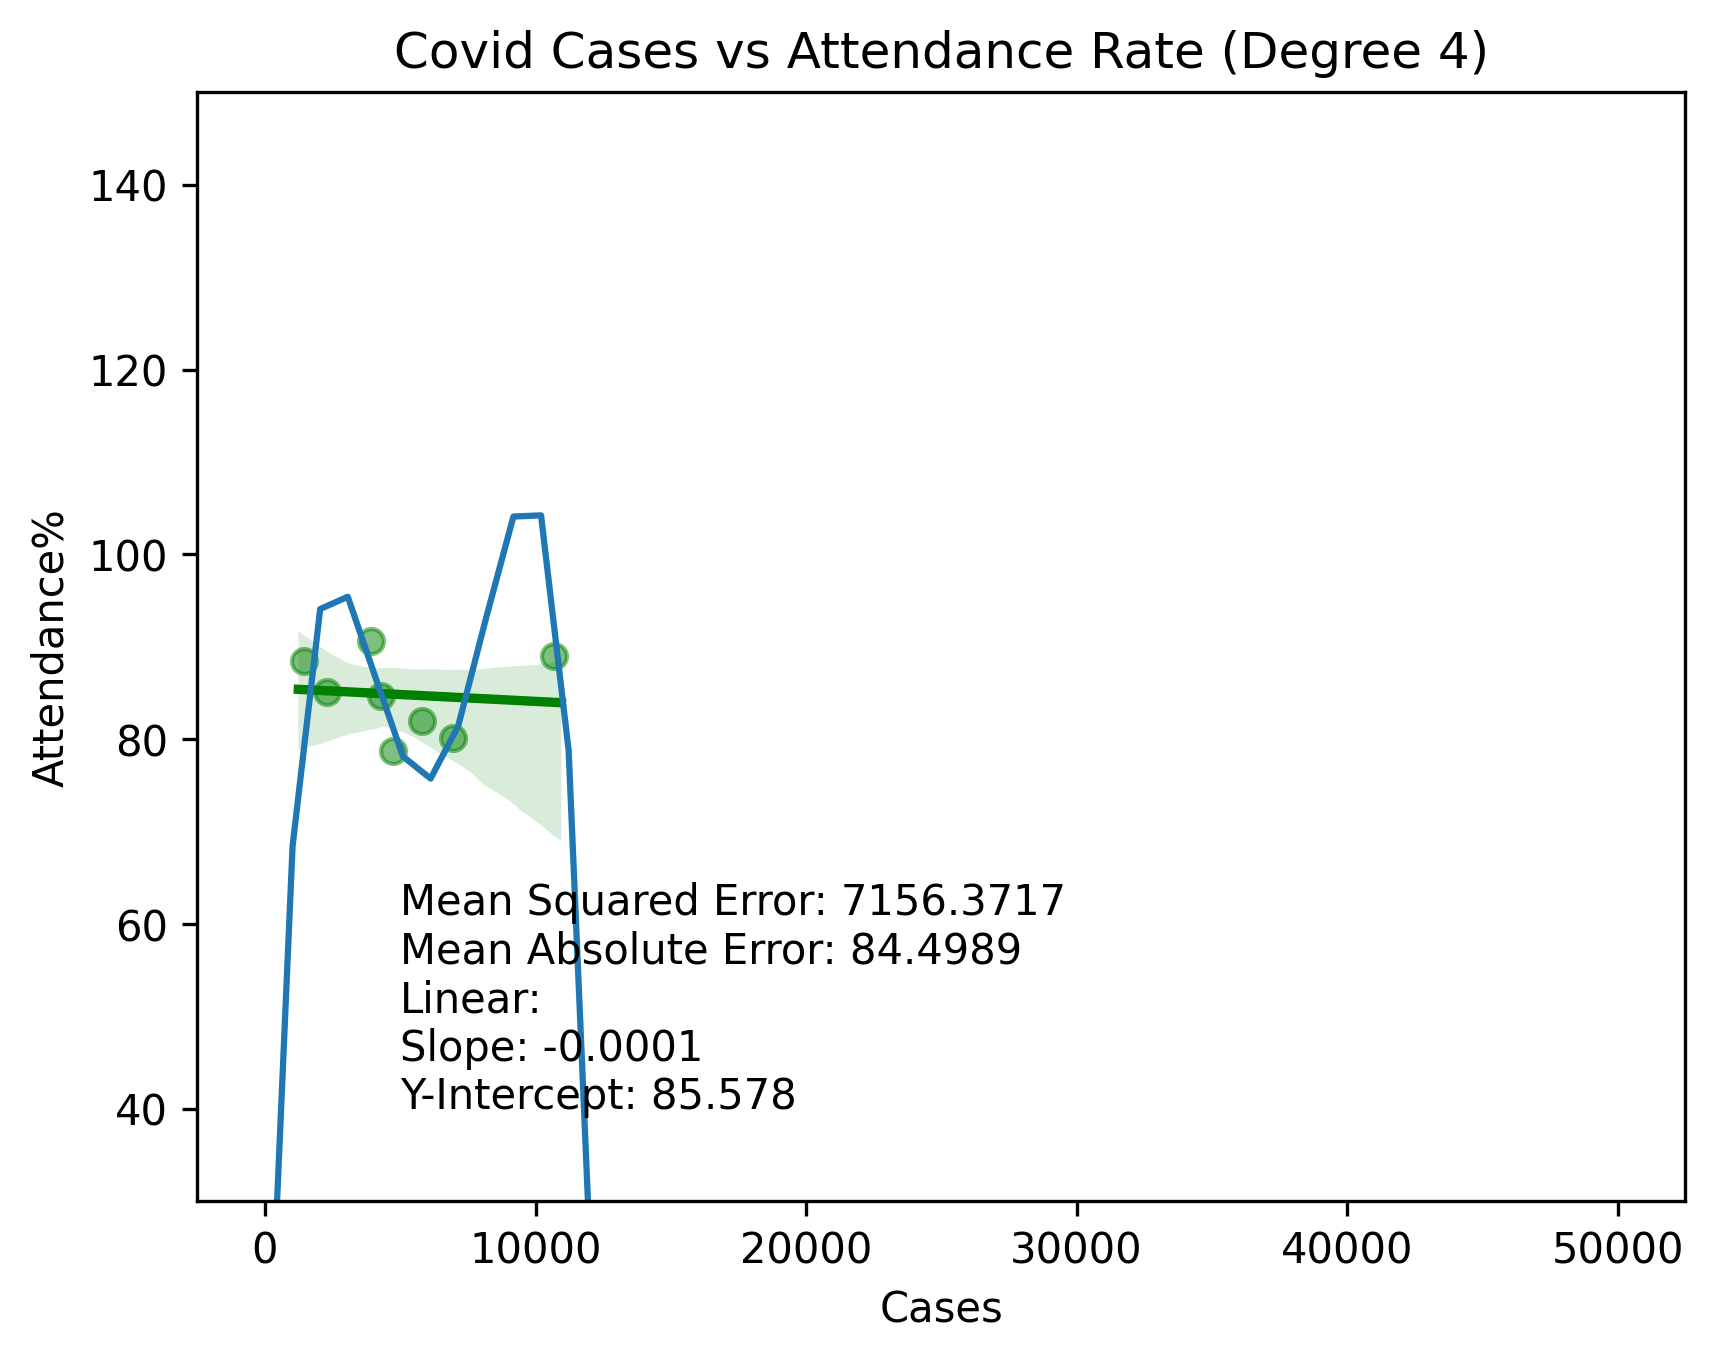 Covid Cases vs Attendance Rate (Degree 4)
140
120
100
80
60
40
Attendance%
Mean Squared Error: 7156.3717
Mean Absolute Error: 84.4989
Linear:
Slope: -0.0001
Y-Intercept: 85.578
0 10000 20000 30000 40000 50000
Cases